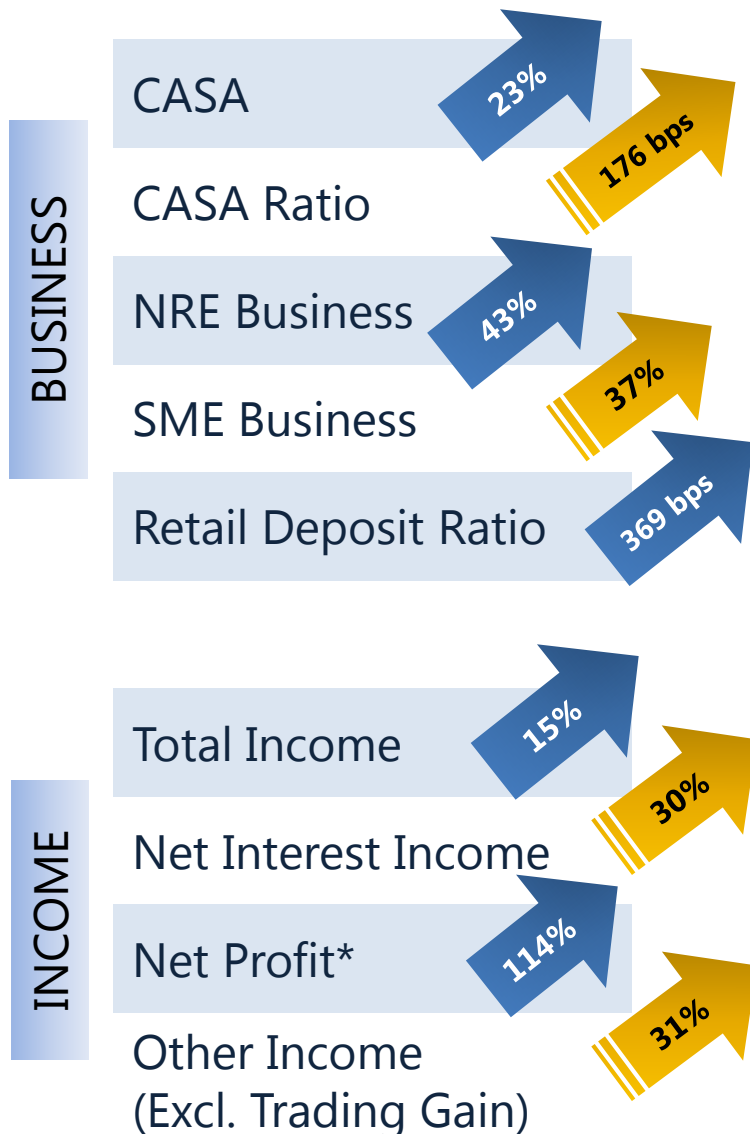 BUSINESS
CASA
23%
CASA Ratio
176 bps
NRE Business
43%
SME Business
37%
Retail Deposit Ratio
369 bps
INCOME
Total Income
15%
Net Interest Income
30%
Net Profit*
114%
Other Income
(Excl. Trading Gain)
31%